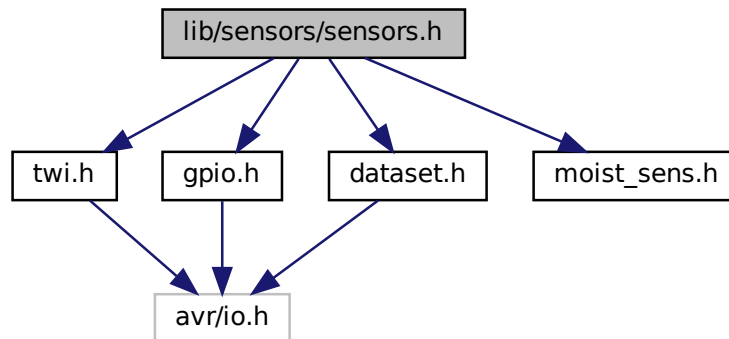 lib/sensors/sensors.h
twi.h
gpio.h
dataset.h
moist_sens.h
avr/io.h